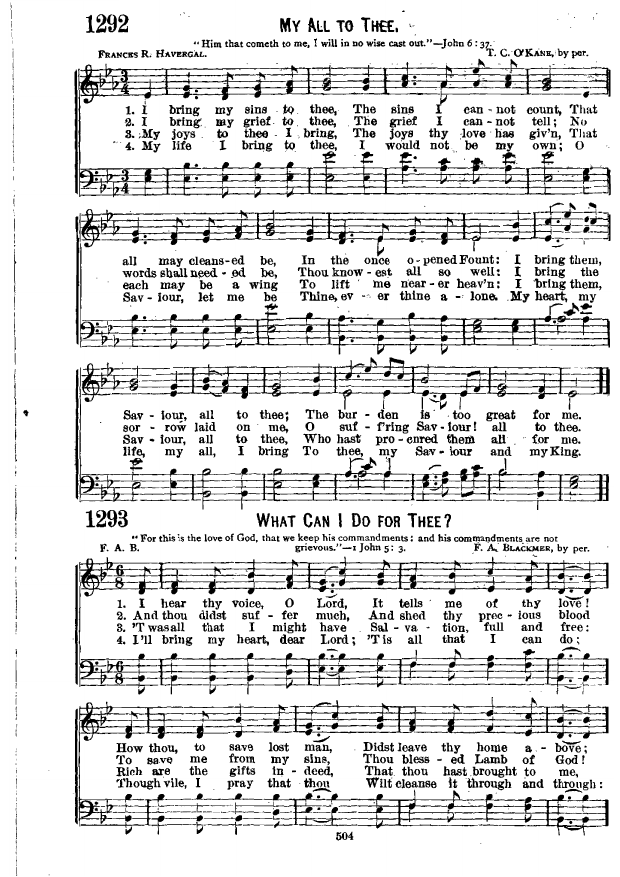 1292 MY ALL TO THEE.
"Him that cometh to me, I will in no wise cast out."—John 6:37.
FRANCES R. HAVERGAL. T. C. O'KANE, by per.
1. I bring my sins to thee, The sins I can-not count, That
2. I bring my grief to thee, The grief I can-not tell; No
3. My joys to thee I bring, The joys thy love has giv'n, That
4. My life I bring to thee, I would not be my own; O
all may cleans-ed be, In the once o-pened Fount: I bring them,
words shall need-ed be, Thou know-est all so well: I bring the
each may be a wing To lift me near-er heav'n: I bring them,
Sav-iour, let me be Thine, ev-er thine a-lone. My heart, my
Sav-iour, all to thee; The bur-den is too great for me.
sor-row laid on me, O suf-f'ring Saviour! all to thee.
Sav-iour, all to thee, Who hast pro-cured them all for me.
life, my all, I bring To thee, my Sav-iour and my King.
1293 WHAT CAN I DO FOR THEE?
"For this is the love of God, that we keep his commandments: and his commandments are not
F. A. B. grievous."—1 John 5:3. F. A. BLACKMER, by per.
1. I hear thy voice, O Lord, It tells me of thy love!
2. And thou didst suf-fer much, And shed thy prec-ious blood
3. 'Twas all that I might have Sal-va-tion, full and free:
4. I'll bring my heart, dear Lord; 'Tis all that I can do;
How thou, to save lost man, Didst leave thy home a-bove;
To save me from my sins, Thou bless-ed Lamb of God!
Rich are the gifts in-deed, That thou hast brought to me,
Though vile, I pray that thou Wilt cleanse it through and through:
504